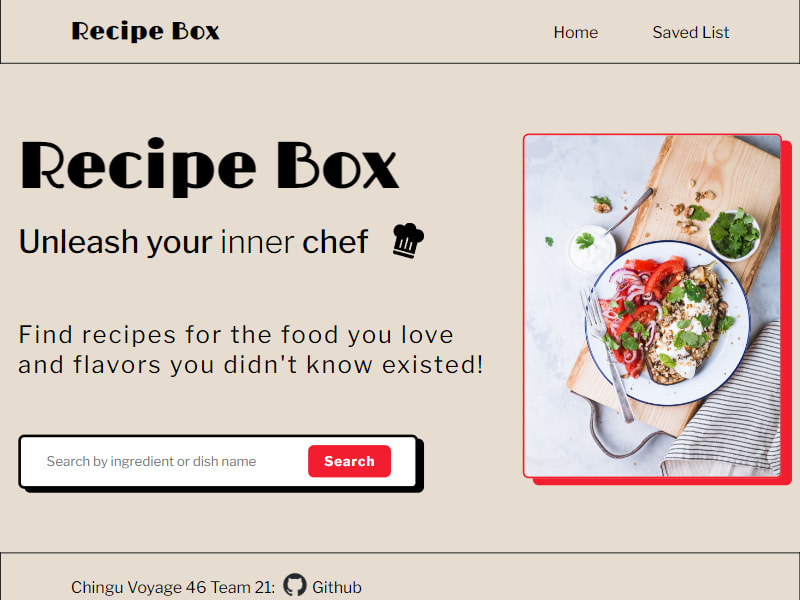 Recipe Box
Home
Saved List
Recipe Box
Unleash your inner chef
Find recipes for the food you love
and flavors you didn't know existed!
Search by ingredient or dish name
Search
Chingu Voyage 46 Team 21:
Github